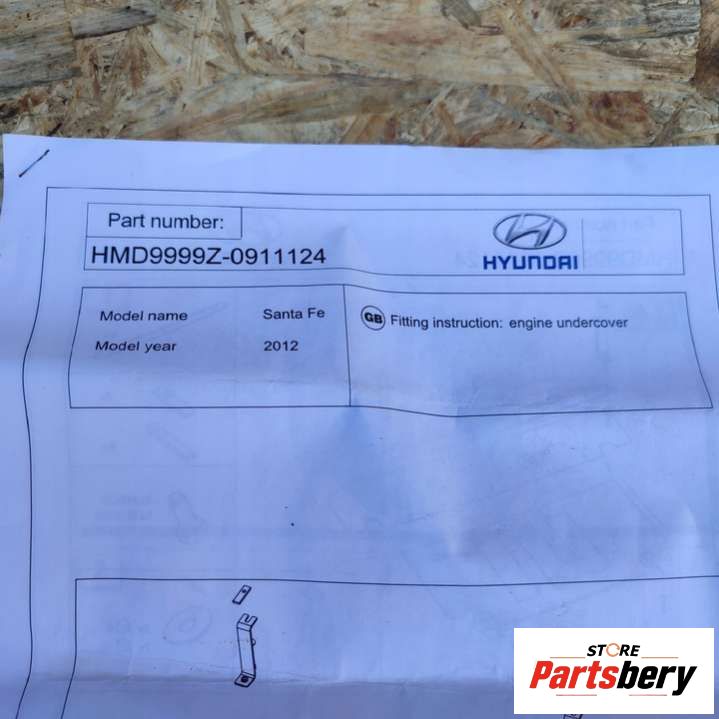 Part number:
HMD9999Z-0911124
HYUNDAI
Model name Santa Fe
Model year 2012
GB Fitting instruction: engine undercover
STORE
Partsbery